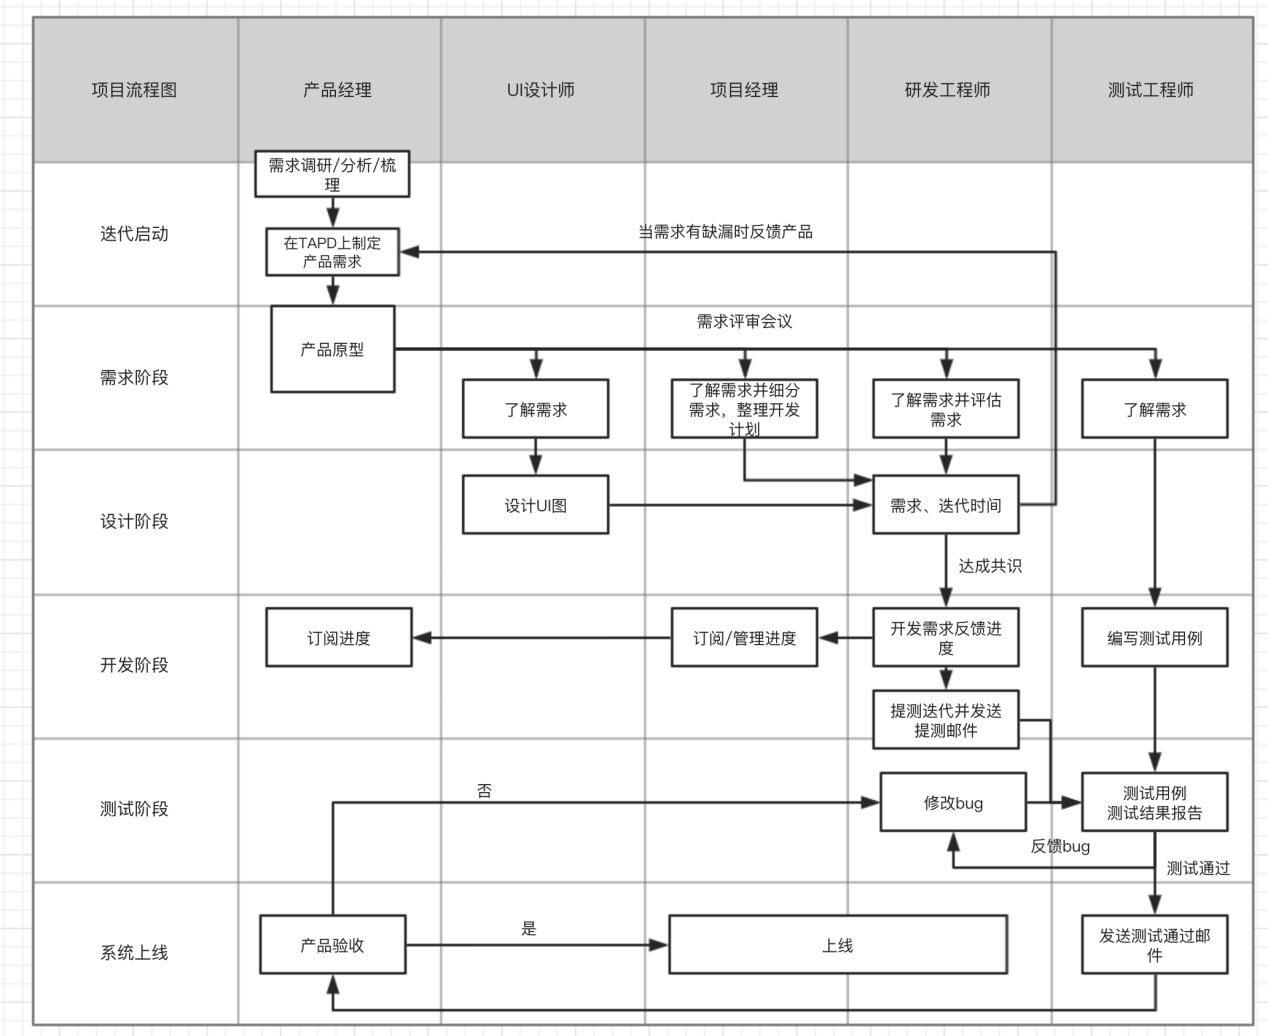 项目流程图
产品经理
UI设计师
项目经理
研发工程师
测试工程师
需求调研/分析/梳
理
迭代启动
在TAPD上制定
产品需求
当需求有缺漏时反馈产品
需求阶段
产品原型
需求评审会议
了解需求
了解需求并细分
需求，整理开发
计划
了解需求并评估
需求
了解需求
设计阶段
设计UI图
需求、迭代时间
达成共识
开发阶段
订阅进度
订阅/管理进度
开发需求反馈进
度
编写测试用例
提测迭代并发送
提测邮件
测试阶段
否
修改bug
测试用例
测试结果报告
反馈bug
测试通过
系统上线
产品验收
是
上线
发送测试通过邮
件